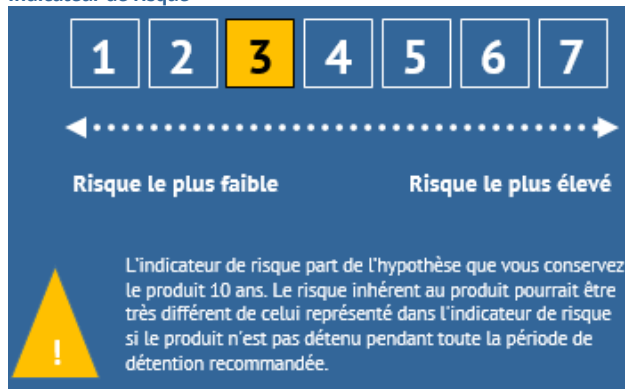 Indicateur de risque
1 2 3 4 5 6 7
Risque le plus faible Risque le plus élevé
L'indicateur de risque part de l'hypothèse que vous conservez
le produit 10 ans. Le risque inhérent au produit pourrait être
très différent de celui représenté dans l'indicateur de risque
si le produit n'est pas détenu pendant toute la période de
détention recommandée.
!